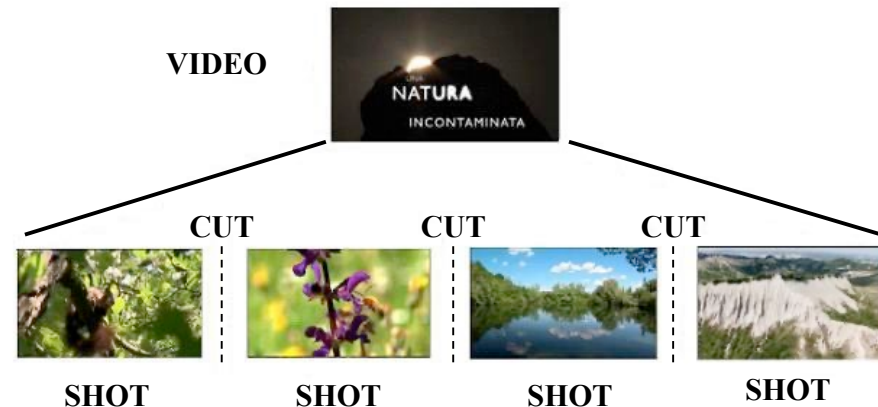 VIDEO
UNA
NATURA
INCONTAMINATA
CUT CUT CUT
SHOT SHOT SHOT SHOT